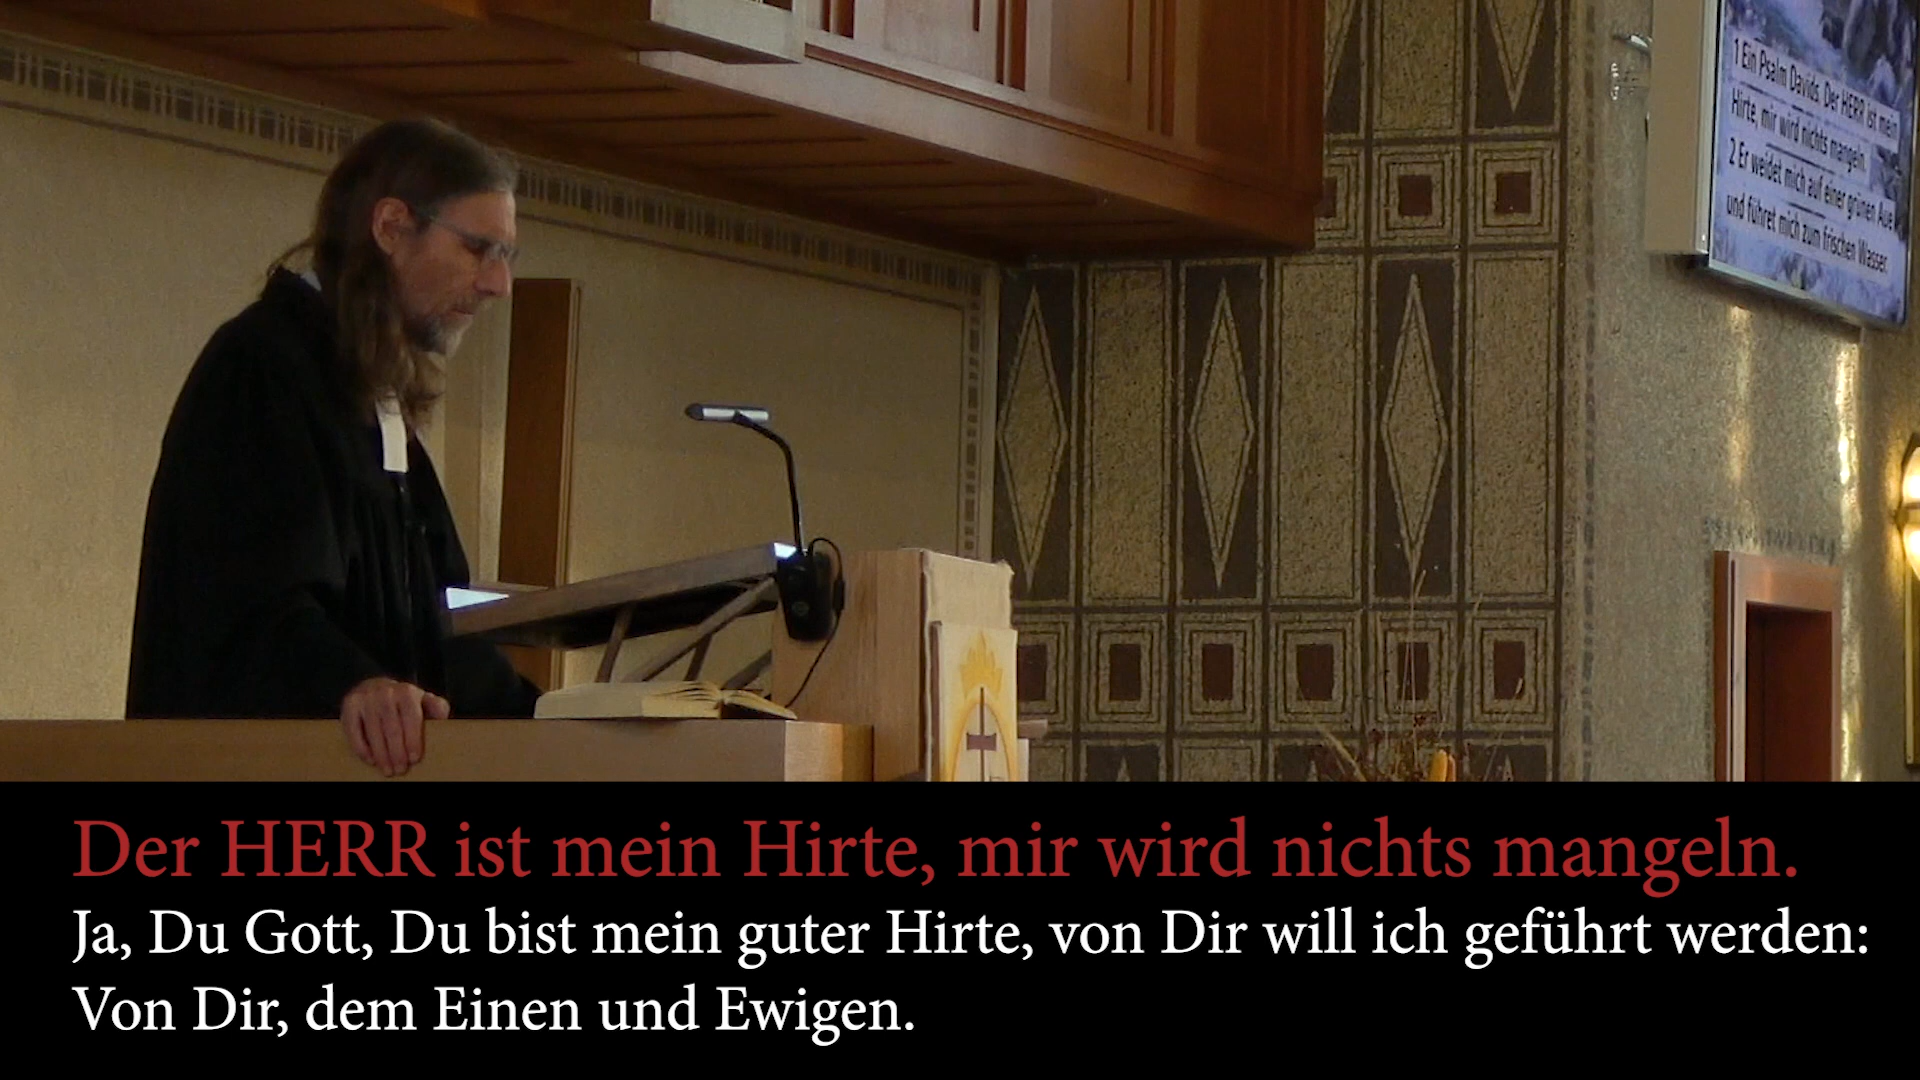 1 Ein Psalm Davids. Der HERR ist mein
Hirte, mir wird nichts mangeln.
2 Er weidet mich auf einer grünen Aue
und führet mich zum frischen Wasser.
Der HERR ist mein Hirte, mir wird nichts mangeln.
Ja, Du Gott, Du bist mein guter Hirte, von Dir will ich geführt werden:
Von Dir, dem Einen und Ewigen.